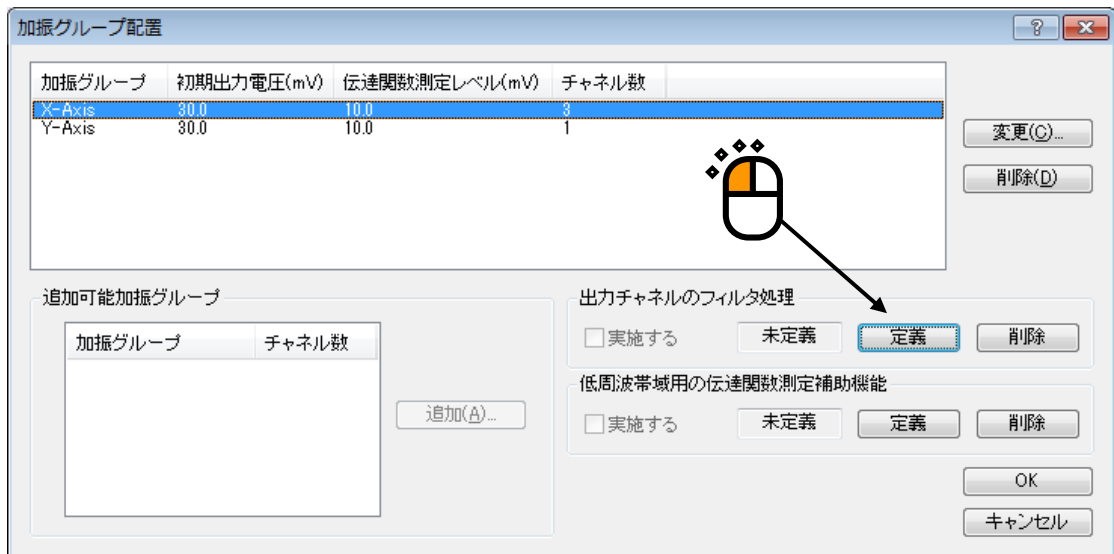 加振グループ配置
加振グループ 初期出力電圧(mV) 伝達関数測定レベル(mV) チャネル数
X-Axis 30.0 10.0 3
Y-Axis 30.0 10.0 1
変更(C)...
削除(D)
追加可能加振グループ
加振グループ チャネル数
追加(A)...
出力チャネルのフィルタ処理
実施する 未定義 定義 削除
低周波帯域用の伝達関数測定補助機能
実施する 未定義 定義 削除
OK
キャンセル